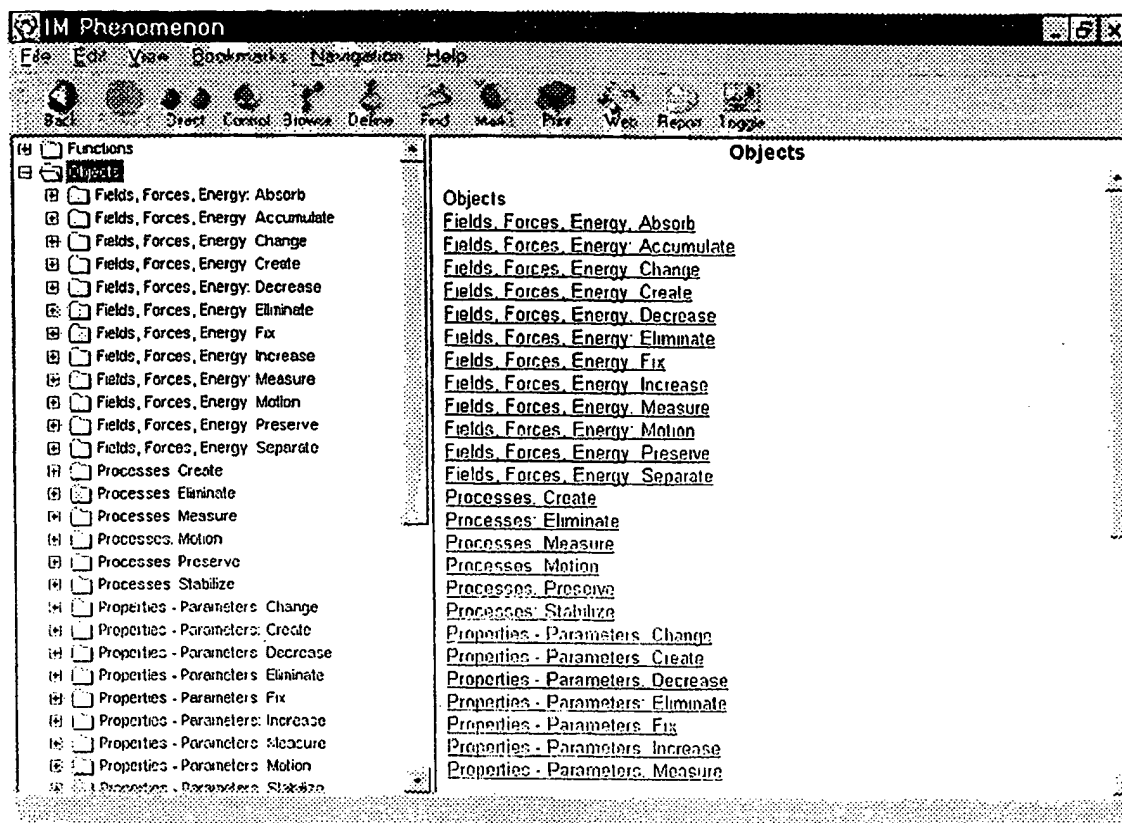 IM Phenomenon
File Edit View Bookmarks Navigation Help
Back Direct Control Browse Define Find Mark Print Web Report Toggle
Functions
Objects
Fields, Forces, Energy: Absorb
Fields, Forces, Energy Accumulate
Fields, Forces, Energy Change
Fields, Forces, Energy Create
Fields, Forces, Energy: Decrease
Fields, Forces, Energy Eliminate
Fields, Forces, Energy Fix
Fields, Forces, Energy Increase
Fields, Forces, Energy: Measure
Fields, Forces, Energy Motion
Fields, Forces, Energy Preserve
Fields, Forces, Energy Separate
Processes Create
Processes Eliminate
Processes Measure
Processes. Motion
Processes Preserve
Processes Stabilize
Properties - Parameters Change
Properties - Parameters: Create
Properties - Parameters Decrease
Properties - Parameters Eliminate
Properties - Parameters Fix
Properties - Parameters: Increase
Properties - Parameters Measure
Properties - Parameters Motion
Properties - Parameters Stabilize
Objects
Objects
Fields, Forces, Energy. Absorb
Fields, Forces, Energy: Accumulate
Fields, Forces, Energy Change
Fields, Forces, Energy Create
Fields, Forces, Energy. Decrease
Fields, Forces, Energy: Eliminate
Fields, Forces, Energy Fix
Fields, Forces, Energy Increase
Fields, Forces, Energy. Measure
Fields, Forces, Energy: Motion
Fields, Forces, Energy Preserve
Fields, Forces, Energy Separate
Processes. Create
Processes: Eliminate
Processes Measure
Processes Motion
Processes. Preserve
Processes: Stabilize
Properties - Parameters Change
Properties - Parameters Create
Properties - Parameters. Decrease
Properties - Parameters: Eliminate
Properties - Parameters Fix
Properties - Parameters Increase
Properties - Parameters. Measure